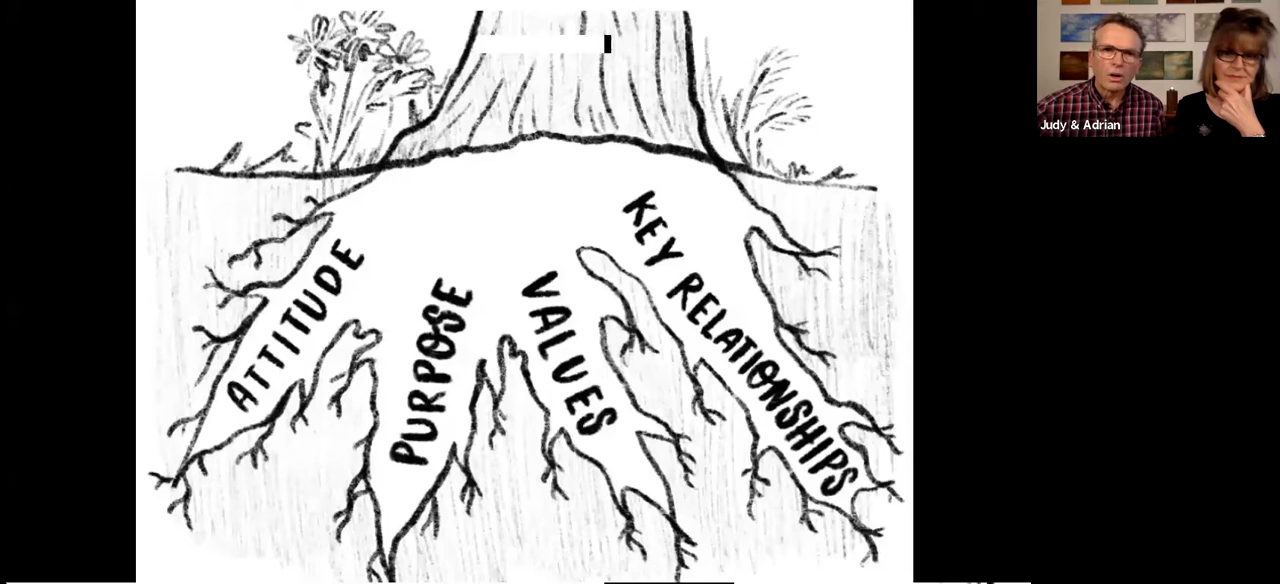 ATTITUDE
PURPOSE
VALUES
KEY RELATIONSHIPS
Judy & Adrian